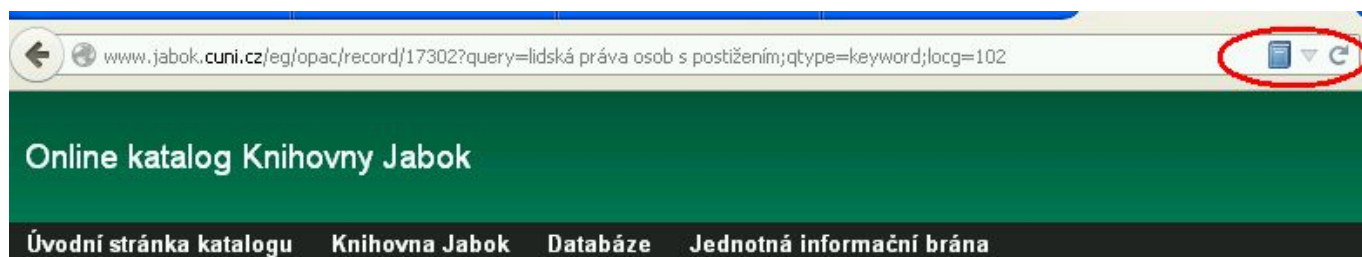 www.jabok.cuni.cz/eg/opac/record/17302?query=lidská práva osob s postižením;qtype=keyword;locg=102
Online katalog Knihovny Jabok
Úvodní stránka katalogu Knihovna Jabok Databáze Jednotná informační brána